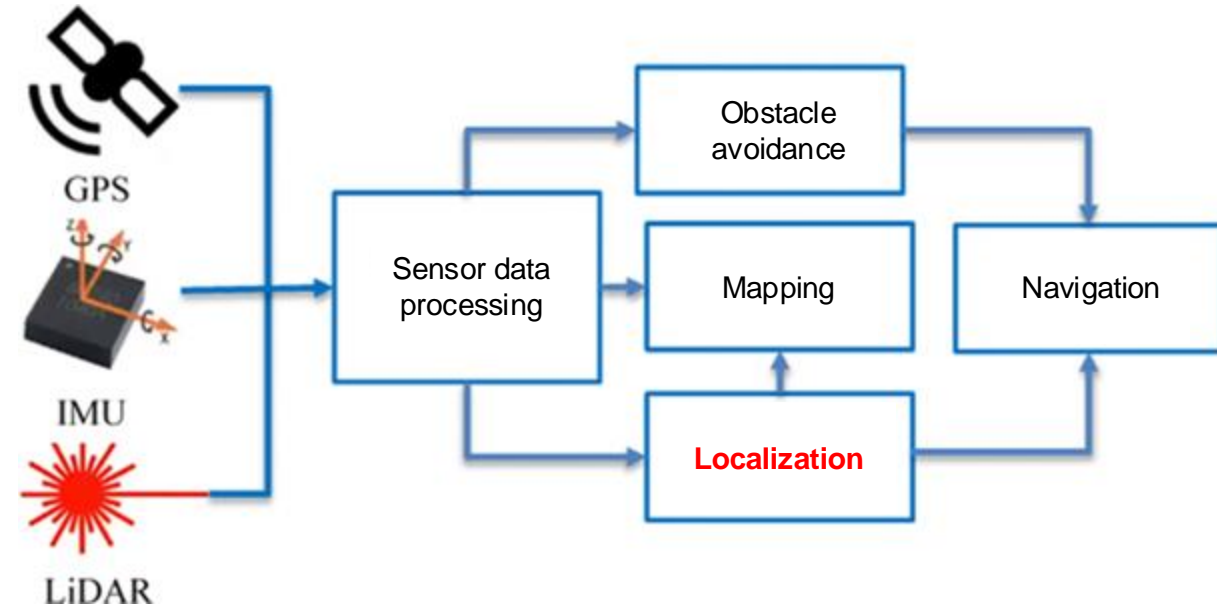 GPS
Z
Y
X
IMU
LiDAR
Sensor data
processing
Obstacle
avoidance
Mapping
Localization
Navigation